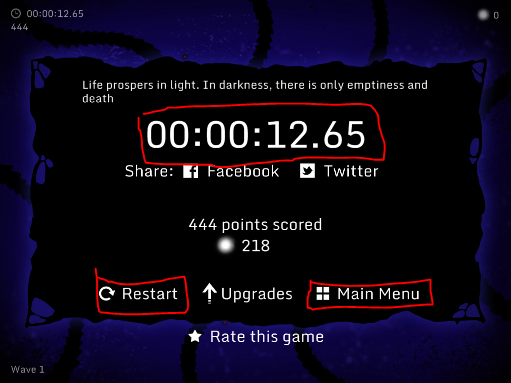 00:00:12.65
444
0
Life prospers in light. In darkness, there is only emptiness and
death
00:00:12.65
Share: Facebook Twitter
444 points scored
218
Restart Upgrades Main Menu
Rate this game
Wave 1